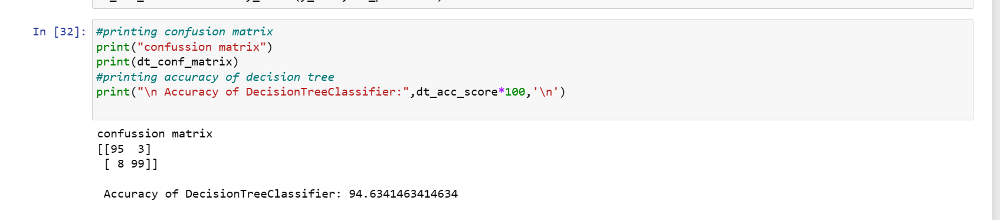 In [32]:
#printing confusion matrix
print("confussion matrix")
print(dt_conf_matrix)
#printing accuracy of decision tree
print("\n Accuracy of DecisionTreeClassifier:",dt_acc_score*100,'\n')
confussion matrix
[[95  3]
 [ 8 99]]
Accuracy of DecisionTreeClassifier: 94.6341463414634